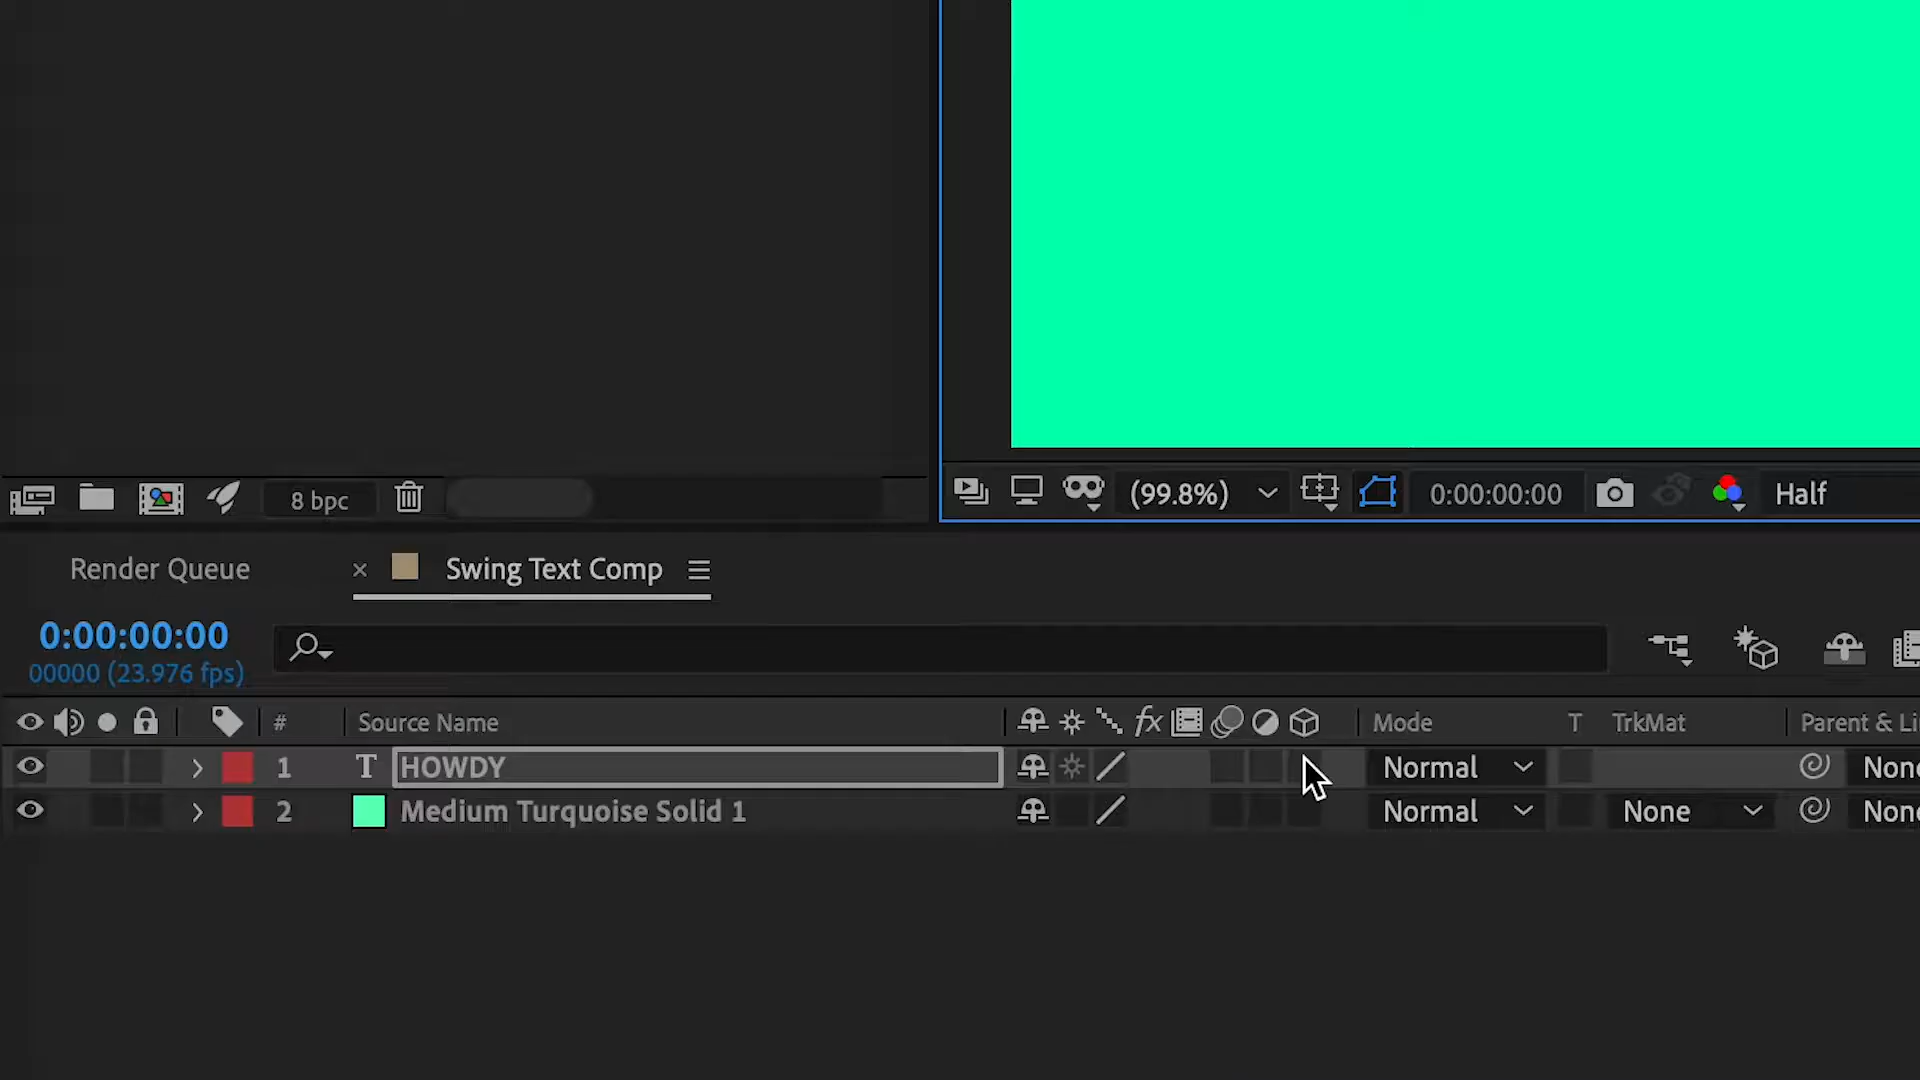 8 bpc
(99.8%)
0:00:00:00
Half
Render Queue
× Swing Text Comp
0:00:00:00
00000 (23.976 fps)
# Source Name fx Mode T TrkMat Parent & Li
1 T HOWDY Normal None
2 Medium Turquoise Solid 1 Normal None None